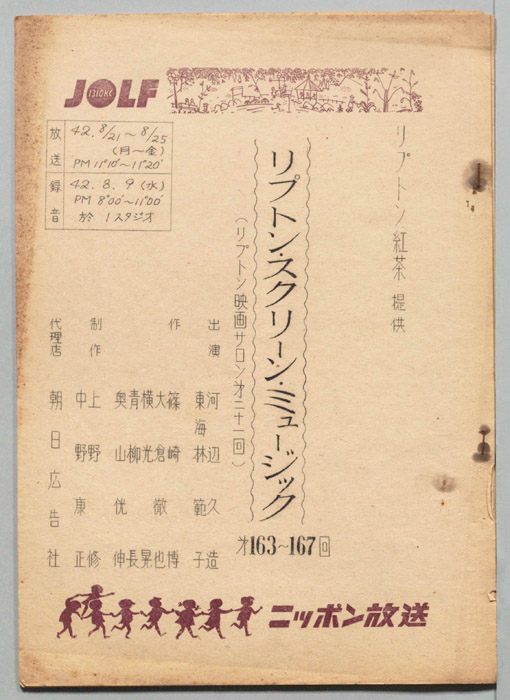 JOLF
1310KC
放送 42. 8/21〜8/25
(月〜金)
PM 11°10'〜11°20'
録音 42. 8. 9 (水)
PM 8°00'〜11°00'
於 1スタジオ
リプトン紅茶 提供
リプトン・スクリーン・ミュージック
(リプトン映画サロン才二十一回)
才163〜167回
出演 河辺久造
東海林範子
作 篠崎博
大倉徹也
横光晃
青柳長
奥山侊伸
制作 上野修
中野康正
代理店 朝日広告社
ニッポン放送